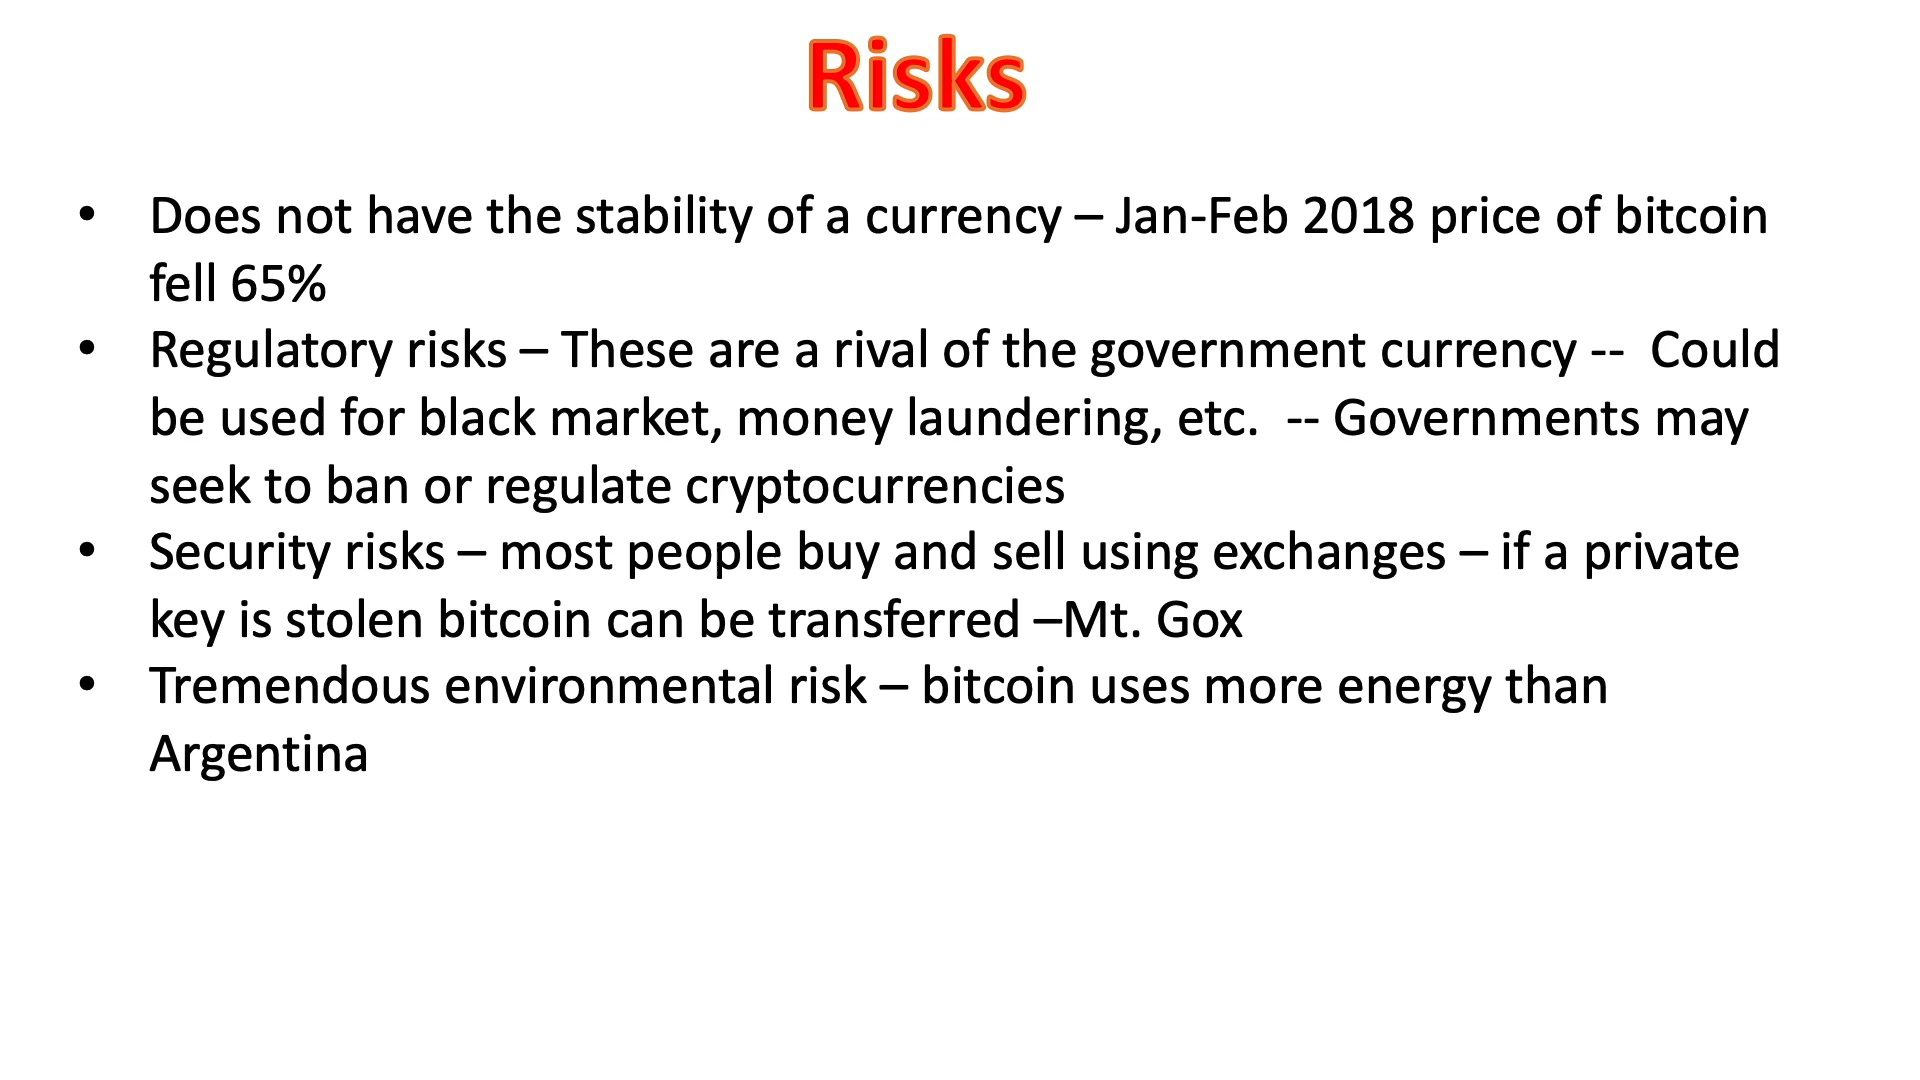 Risks
• Does not have the stability of a currency – Jan-Feb 2018 price of bitcoin
fell 65%
• Regulatory risks – These are a rival of the government currency --  Could
be used for black market, money laundering, etc.  -- Governments may
seek to ban or regulate cryptocurrencies
• Security risks – most people buy and sell using exchanges – if a private
key is stolen bitcoin can be transferred –Mt. Gox
• Tremendous environmental risk – bitcoin uses more energy than
Argentina